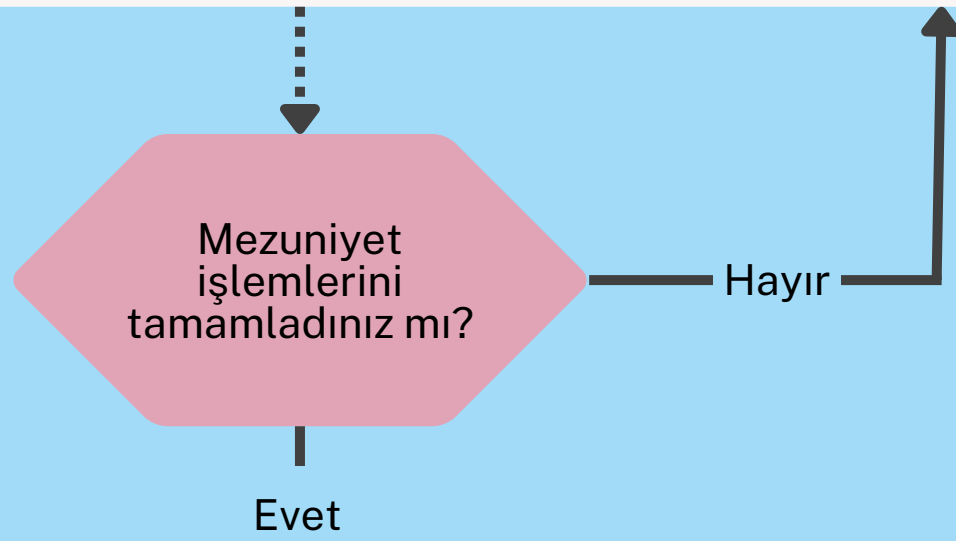 Mezuniyet
işlemlerini
tamamladınız mı?
Hayır
Evet